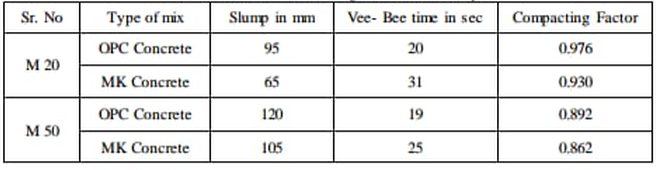 Sr. No Type of mix Slump in mm Vee- Bee time in sec Compacting Factor
M 20
OPC Concrete 95 20 0.976
MK Concrete 65 31 0.930
M 50
OPC Concrete 120 19 0.892
MK Concrete 105 25 0.862